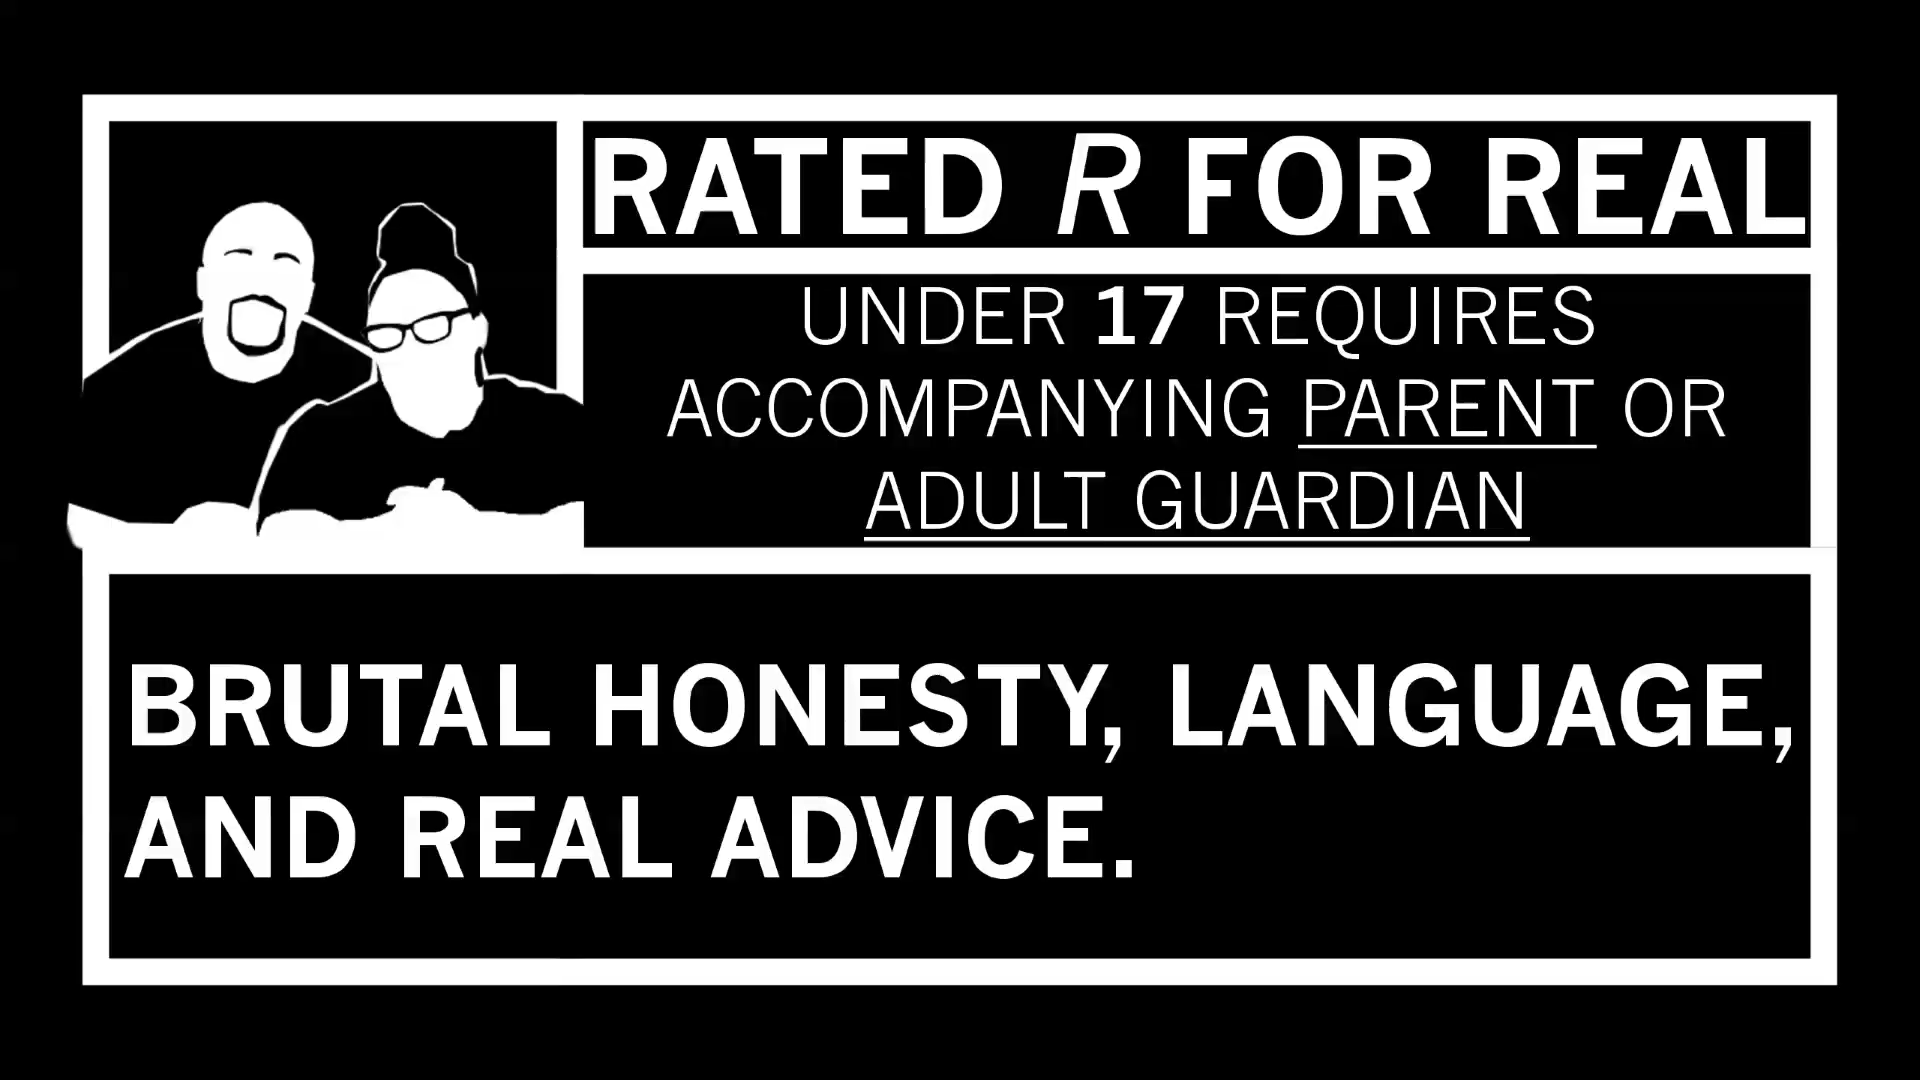 RATED R FOR REAL
UNDER 17 REQUIRES
ACCOMPANYING PARENT OR
ADULT GUARDIAN
BRUTAL HONESTY, LANGUAGE,
AND REAL ADVICE.